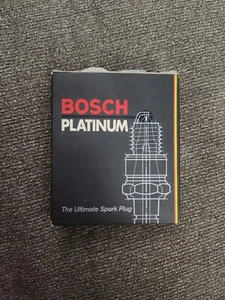 BOSCH
PLATINUM
The Ultimate Spark Plug